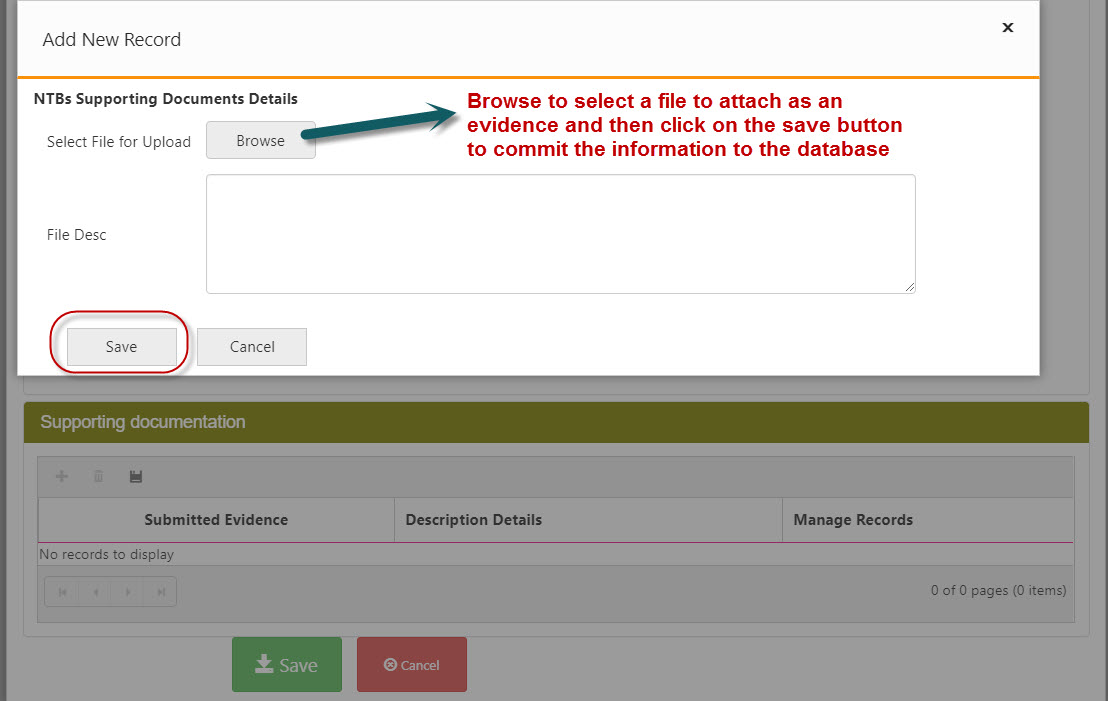 Add New Record
NTBs Supporting Documents Details
Select File for Upload
Browse
Browse to select a file to attach as an
evidence and then click on the save button
to commit the information to the database
File Desc
Save
Cancel
Supporting documentation
Submitted Evidence
Description Details
Manage Records
No records to display
0 of 0 pages (0 items)
Save
Cancel